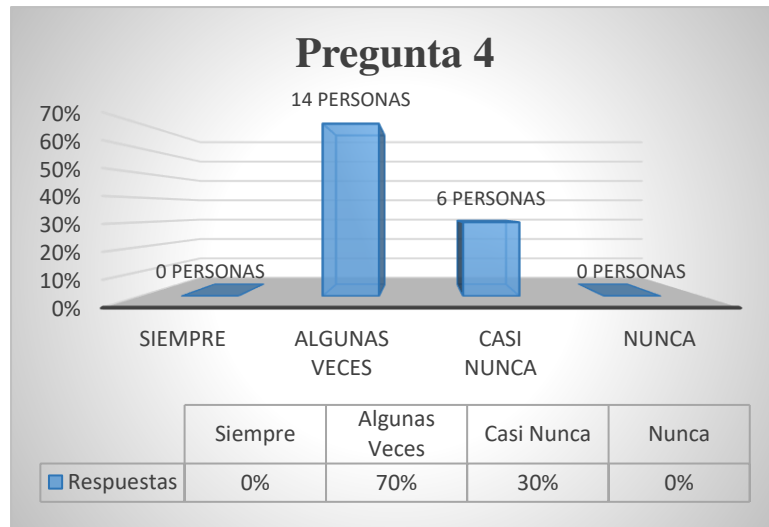 Pregunta 4
14 PERSONAS
70%
60%
50%
40%
30%
20%
10%
0%
6 PERSONAS
0 PERSONAS
0 PERSONAS
SIEMPRE
ALGUNAS
VECES
CASI
NUNCA
NUNCA
Siempre
Algunas
Veces
Casi Nunca
Nunca
Respuestas
0%
70%
30%
0%